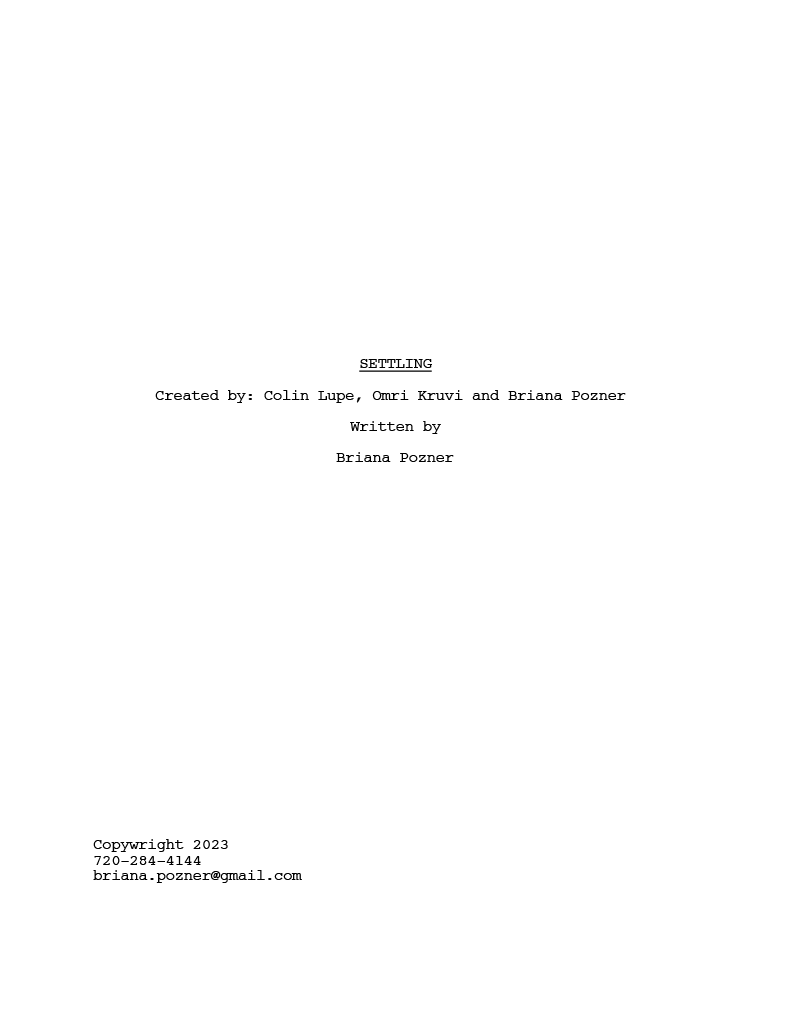 SETTLING
Created by: Colin Lupe, Omri Kruvi and Briana Pozner
Written by
Briana Pozner
Copywright 2023
720-284-4144
briana.pozner@gmail.com